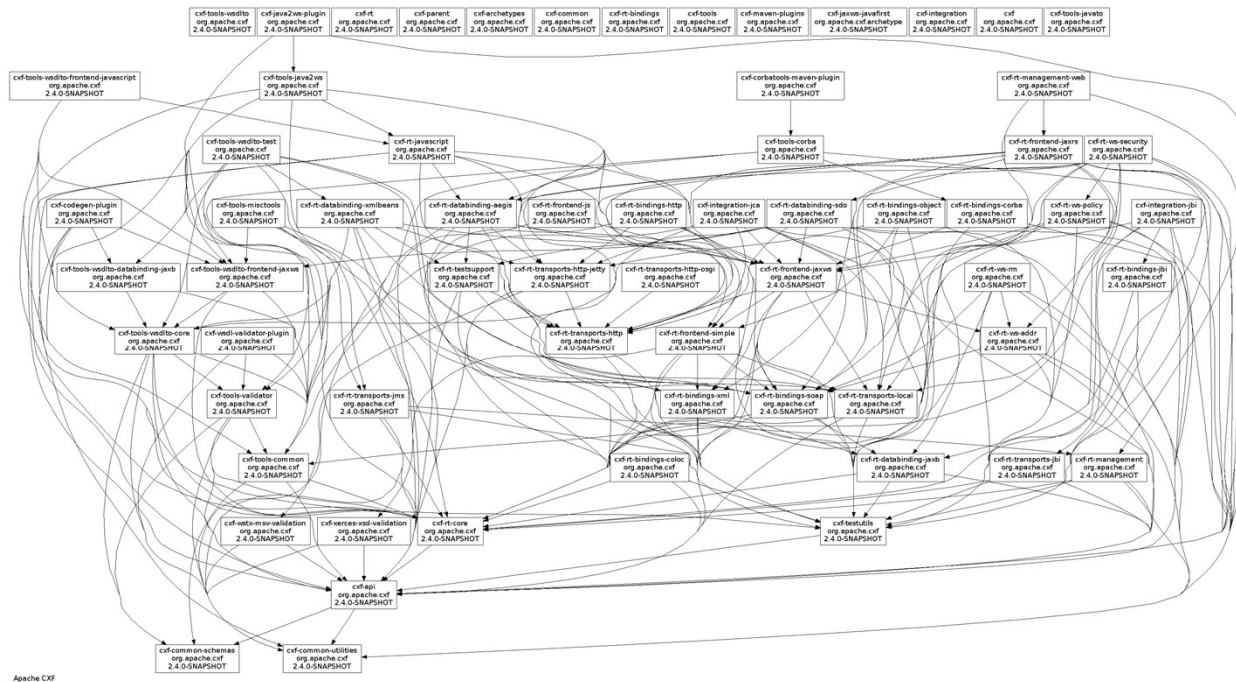 cxf-tools-wsdlto
org.apache.cxf
2.4.0-SNAPSHOT
cxf-java2ws-plugin
org.apache.cxf
2.4.0-SNAPSHOT
cxf-rt
org.apache.cxf
2.4.0-SNAPSHOT
cxf-parent
org.apache.cxf
2.4.0-SNAPSHOT
cxf-archetypes
org.apache.cxf
2.4.0-SNAPSHOT
cxf-common
org.apache.cxf
2.4.0-SNAPSHOT
cxf-rt-bindings
org.apache.cxf
2.4.0-SNAPSHOT
cxf-tools
org.apache.cxf
2.4.0-SNAPSHOT
cxf-maven-plugins
org.apache.cxf
2.4.0-SNAPSHOT
cxf-jaxws-javafirst
org.apache.cxf.archetype
2.4.0-SNAPSHOT
cxf-integration
org.apache.cxf
2.4.0-SNAPSHOT
cxf
org.apache.cxf
2.4.0-SNAPSHOT
cxf-tools-javato
org.apache.cxf
2.4.0-SNAPSHOT
cxf-tools-wsdlto-frontend-javascript
org.apache.cxf
2.4.0-SNAPSHOT
cxf-tools-java2ws
org.apache.cxf
2.4.0-SNAPSHOT
cxf-corbatools-maven-plugin
org.apache.cxf
2.4.0-SNAPSHOT
cxf-rt-management-web
org.apache.cxf
2.4.0-SNAPSHOT
cxf-tools-wsdlto-test
org.apache.cxf
2.4.0-SNAPSHOT
cxf-rt-javascript
org.apache.cxf
2.4.0-SNAPSHOT
cxf-tools-corba
org.apache.cxf
2.4.0-SNAPSHOT
cxf-rt-frontend-jaxrs
org.apache.cxf
2.4.0-SNAPSHOT
cxf-rt-ws-security
org.apache.cxf
2.4.0-SNAPSHOT
cxf-codegen-plugin
org.apache.cxf
2.4.0-SNAPSHOT
cxf-tools-misctools
org.apache.cxf
2.4.0-SNAPSHOT
cxf-rt-databinding-xmlbeans
org.apache.cxf
2.4.0-SNAPSHOT
cxf-rt-databinding-aegis
org.apache.cxf
2.4.0-SNAPSHOT
cxf-rt-frontend-js
org.apache.cxf
2.4.0-SNAPSHOT
cxf-rt-bindings-http
org.apache.cxf
2.4.0-SNAPSHOT
cxf-integration-jca
org.apache.cxf
2.4.0-SNAPSHOT
cxf-rt-databinding-sdo
org.apache.cxf
2.4.0-SNAPSHOT
cxf-rt-bindings-object
org.apache.cxf
2.4.0-SNAPSHOT
cxf-rt-bindings-corba
org.apache.cxf
2.4.0-SNAPSHOT
cxf-rt-ws-policy
org.apache.cxf
2.4.0-SNAPSHOT
cxf-integration-jbi
org.apache.cxf
2.4.0-SNAPSHOT
cxf-tools-wsdlto-databinding-jaxb
org.apache.cxf
2.4.0-SNAPSHOT
cxf-tools-wsdlto-frontend-jaxws
org.apache.cxf
2.4.0-SNAPSHOT
cxf-rt-testsupport
org.apache.cxf
2.4.0-SNAPSHOT
cxf-rt-transports-http-jetty
org.apache.cxf
2.4.0-SNAPSHOT
cxf-rt-transports-http-osgi
org.apache.cxf
2.4.0-SNAPSHOT
cxf-rt-frontend-jaxws
org.apache.cxf
2.4.0-SNAPSHOT
cxf-rt-ws-rm
org.apache.cxf
2.4.0-SNAPSHOT
cxf-rt-bindings-jbi
org.apache.cxf
2.4.0-SNAPSHOT
cxf-tools-wsdlto-core
org.apache.cxf
2.4.0-SNAPSHOT
cxf-wsdl-validator-plugin
org.apache.cxf
2.4.0-SNAPSHOT
cxf-rt-transports-http
org.apache.cxf
2.4.0-SNAPSHOT
cxf-rt-frontend-simple
org.apache.cxf
2.4.0-SNAPSHOT
cxf-rt-ws-addr
org.apache.cxf
2.4.0-SNAPSHOT
cxf-tools-validator
org.apache.cxf
2.4.0-SNAPSHOT
cxf-rt-transports-jms
org.apache.cxf
2.4.0-SNAPSHOT
cxf-rt-bindings-xml
org.apache.cxf
2.4.0-SNAPSHOT
cxf-rt-bindings-soap
org.apache.cxf
2.4.0-SNAPSHOT
cxf-rt-transports-local
org.apache.cxf
2.4.0-SNAPSHOT
cxf-tools-common
org.apache.cxf
2.4.0-SNAPSHOT
cxf-rt-bindings-coloc
org.apache.cxf
2.4.0-SNAPSHOT
cxf-rt-databinding-jaxb
org.apache.cxf
2.4.0-SNAPSHOT
cxf-rt-transports-jbi
org.apache.cxf
2.4.0-SNAPSHOT
cxf-rt-management
org.apache.cxf
2.4.0-SNAPSHOT
cxf-wstx-msv-validation
org.apache.cxf
2.4.0-SNAPSHOT
cxf-xerces-xsd-validation
org.apache.cxf
2.4.0-SNAPSHOT
cxf-rt-core
org.apache.cxf
2.4.0-SNAPSHOT
cxf-testutils
org.apache.cxf
2.4.0-SNAPSHOT
cxf-api
org.apache.cxf
2.4.0-SNAPSHOT
cxf-common-schemas
org.apache.cxf
2.4.0-SNAPSHOT
cxf-common-utilities
org.apache.cxf
2.4.0-SNAPSHOT
Apache CXF